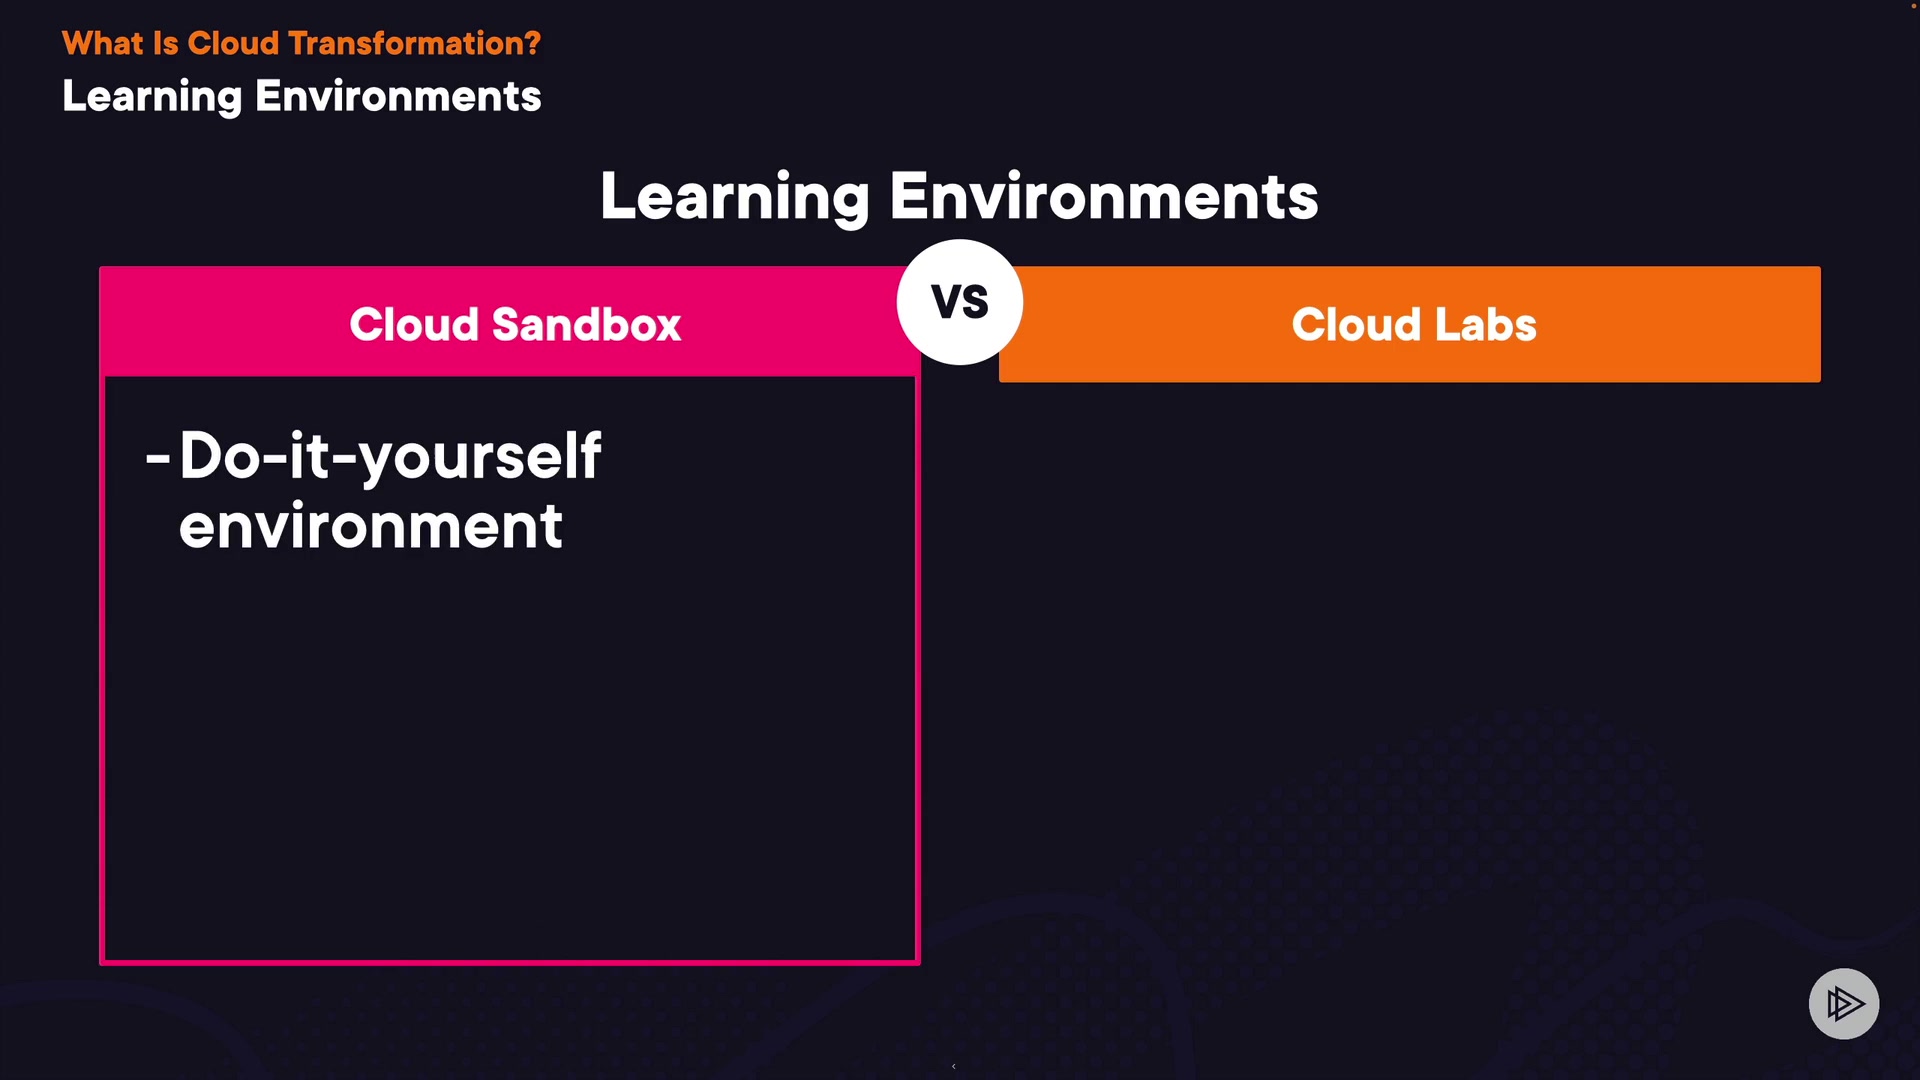 What Is Cloud Transformation?
Learning Environments
Learning Environments
Cloud Sandbox
VS
Cloud Labs
-Do-it-yourself
environment